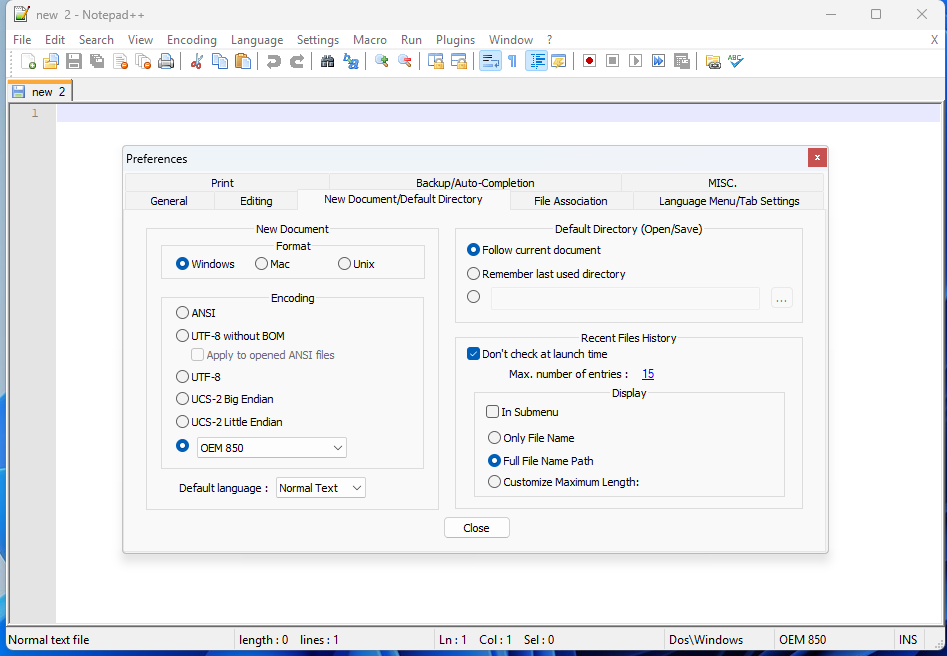 new 2 - Notepad++
File Edit Search View Encoding Language Settings Macro Run Plugins Window ? X
ABC
new 2
1
Preferences
x
Print Backup/Auto-Completion MISC.
General Editing New Document/Default Directory File Association Language Menu/Tab Settings
New Document
Format
Windows Mac Unix
Encoding
ANSI
UTF-8 without BOM
Apply to opened ANSI files
UTF-8
UCS-2 Big Endian
UCS-2 Little Endian
OEM 850
Default language : Normal Text
Default Directory (Open/Save)
Follow current document
Remember last used directory
...
Recent Files History
Don't check at launch time
Max. number of entries : 15
Display
In Submenu
Only File Name
Full File Name Path
Customize Maximum Length:
Close
Normal text file length : 0 lines : 1 Ln : 1 Col : 1 Sel : 0 Dos\Windows OEM 850 INS